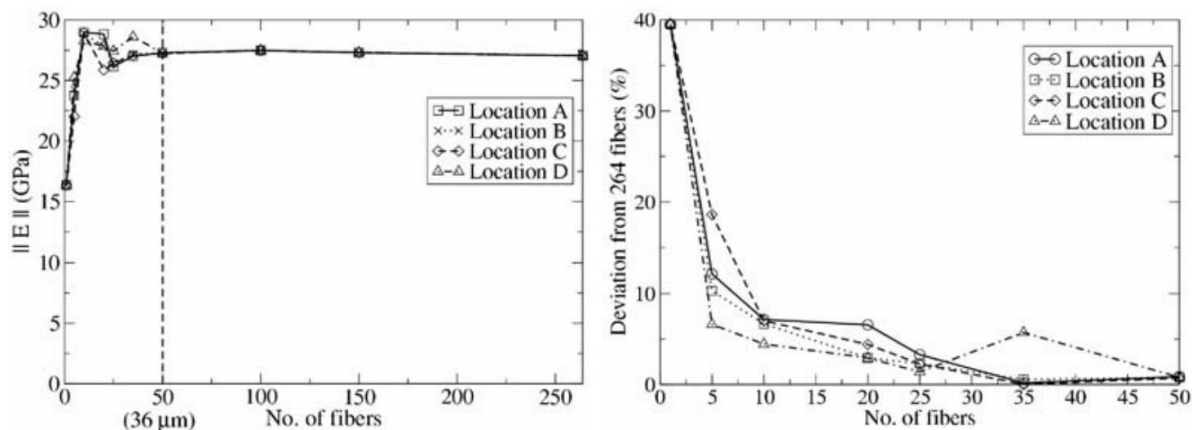 30
25
20
15
10
5
0
|| E || (GPa)
Location A
Location B
Location C
Location D
0 50 100 150 200 250
(36 μm)
No. of fibers
40
30
20
10
0
Deviation from 264 fibers (%)
Location A
Location B
Location C
Location D
0 5 10 15 20 25 30 35 40 45 50
No. of fibers